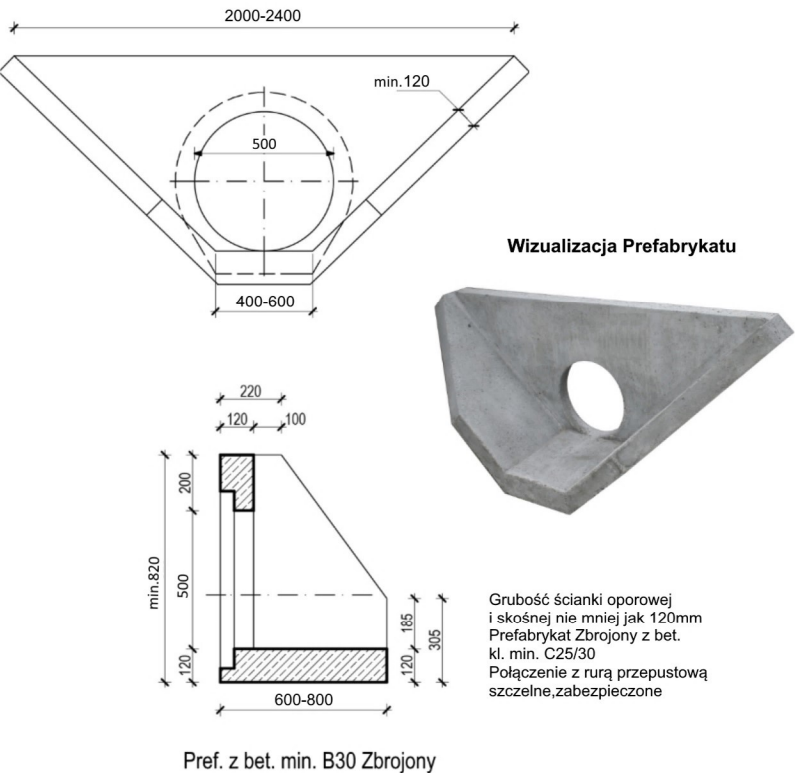 2000-2400
min.120
500
400-600
Wizualizacja Prefabrykatu
220
120
100
200
min.820
500
120
185
120
305
600-800
Grubość ścianki oporowej
i skośnej nie mniej jak 120mm
Prefabrykat Zbrojony z bet.
kl. min. C25/30
Połączenie z rurą przepustową
szczelne,zabezpieczone
Pref. z bet. min. B30 Zbrojony